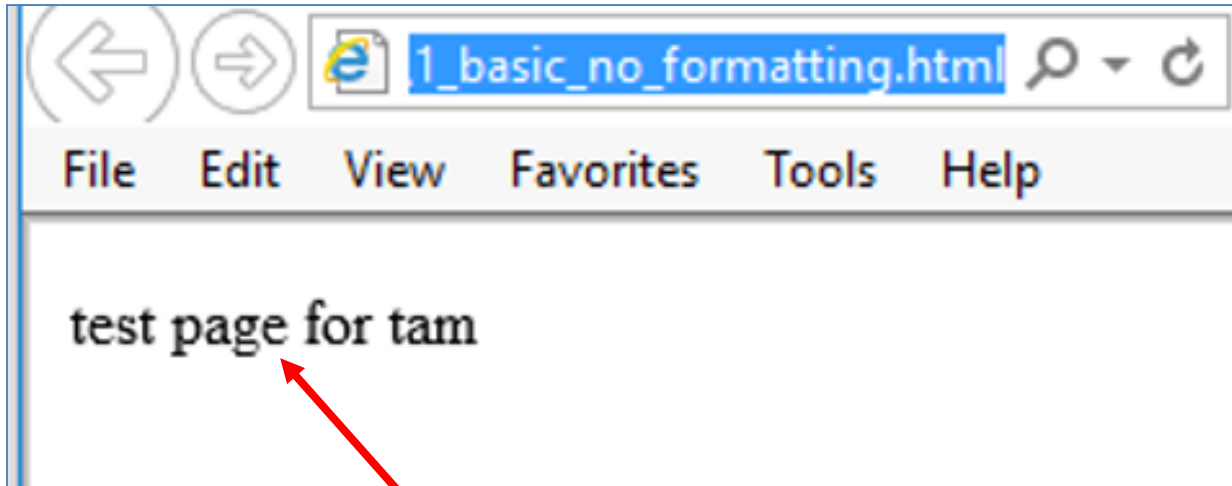 1_basic_no_formatting.html
File Edit View Favorites Tools Help
test page for tam